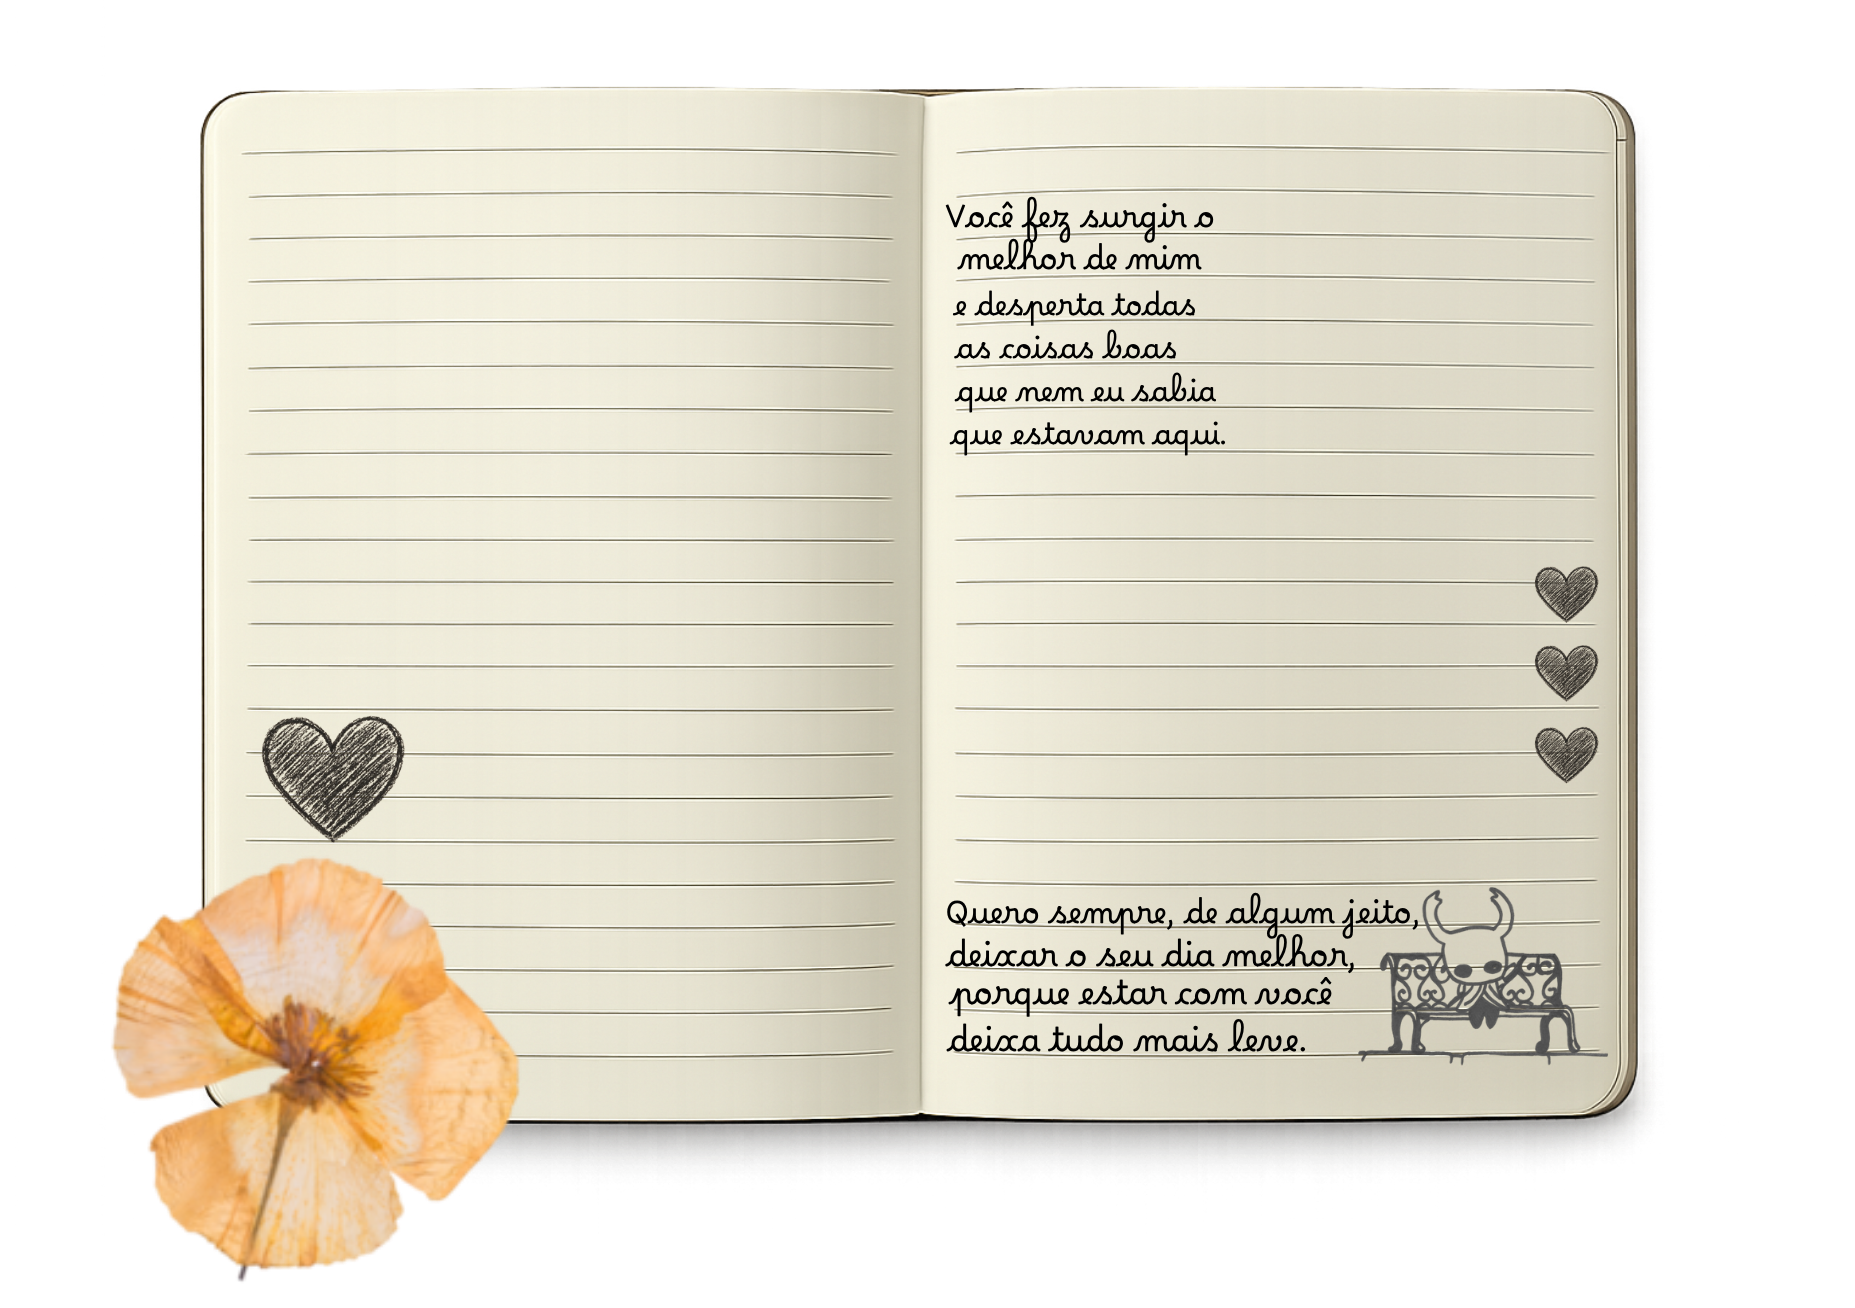 Você fez surgir o
melhor de mim
e desperta todas
as coisas boas
que nem eu sabia
que estavam aqui.
Quero sempre, de algum jeito,
deixar o seu dia melhor,
porque estar com você
deixa tudo mais leve.